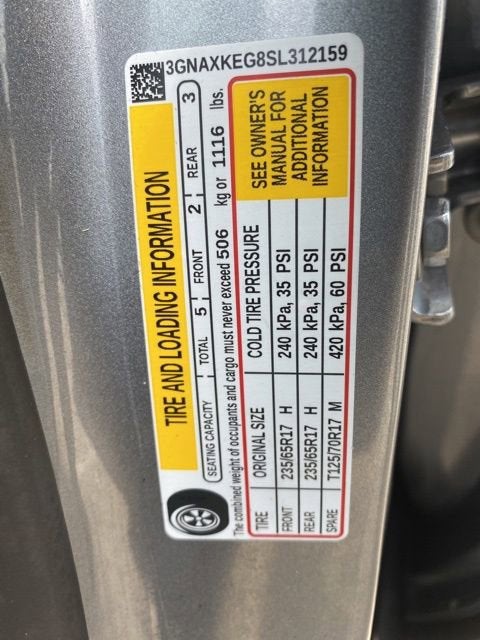 3GNAXKEG8SL312159
TIRE AND LOADING INFORMATION
SEATING CAPACITY TOTAL 5 FRONT 2 REAR 3
The combined weight of occupants and cargo must never exceed 506 kg or 1116 lbs.
TIRE ORIGINAL SIZE COLD TIRE PRESSURE
FRONT 235/65R17 H 240 kPa, 35 PSI
REAR 235/65R17 H 240 kPa, 35 PSI
SPARE T125/70R17 M 420 kPa, 60 PSI
SEE OWNER'S
MANUAL FOR
ADDITIONAL
INFORMATION